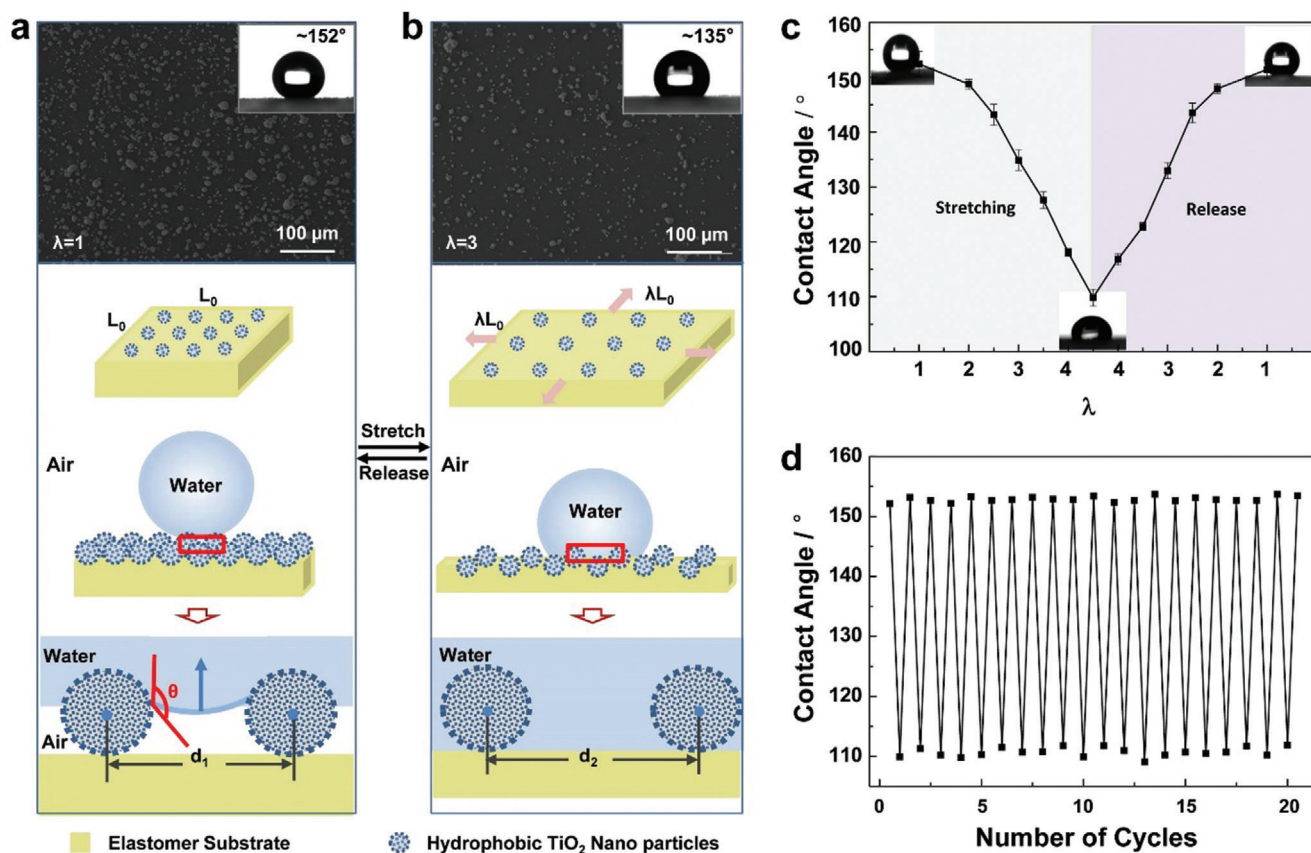 a
~152°
λ=1
100 µm
L₀
L₀
Air
Water
Water
θ
Air
d₁
Stretch
Release
b
~135°
λ=3
100 µm
λL₀
λL₀
Air
Water
Water
d₂
Elastomer Substrate
Hydrophobic TiO₂ Nano particles
c
160
150
140
130
120
110
100
Contact Angle / °
Stretching
Release
1 2 3 4 4 3 2 1
λ
d
160
150
140
130
120
110
Contact Angle / °
0 5 10 15 20
Number of Cycles